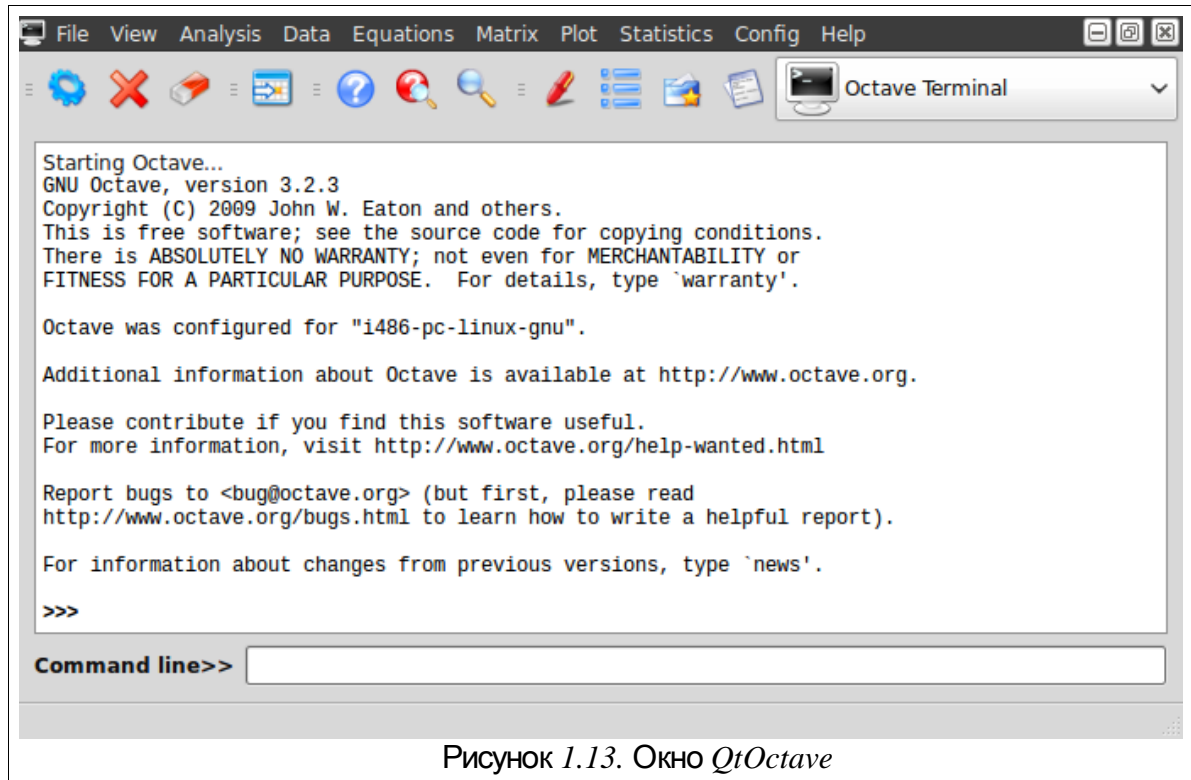 File View Analysis Data Equations Matrix Plot Statistics Config Help
Octave Terminal
Starting Octave...
GNU Octave, version 3.2.3
Copyright (C) 2009 John W. Eaton and others.
This is free software; see the source code for copying conditions.
There is ABSOLUTELY NO WARRANTY; not even for MERCHANTABILITY or
FITNESS FOR A PARTICULAR PURPOSE.  For details, type `warranty'.
Octave was configured for "i486-pc-linux-gnu".
Additional information about Octave is available at http://www.octave.org.
Please contribute if you find this software useful.
For more information, visit http://www.octave.org/help-wanted.html
Report bugs to <bug@octave.org> (but first, please read
http://www.octave.org/bugs.html to learn how to write a helpful report).
For information about changes from previous versions, type `news'.
>>>
Command line>>
Рисунок 1.13. Окно QtOctave